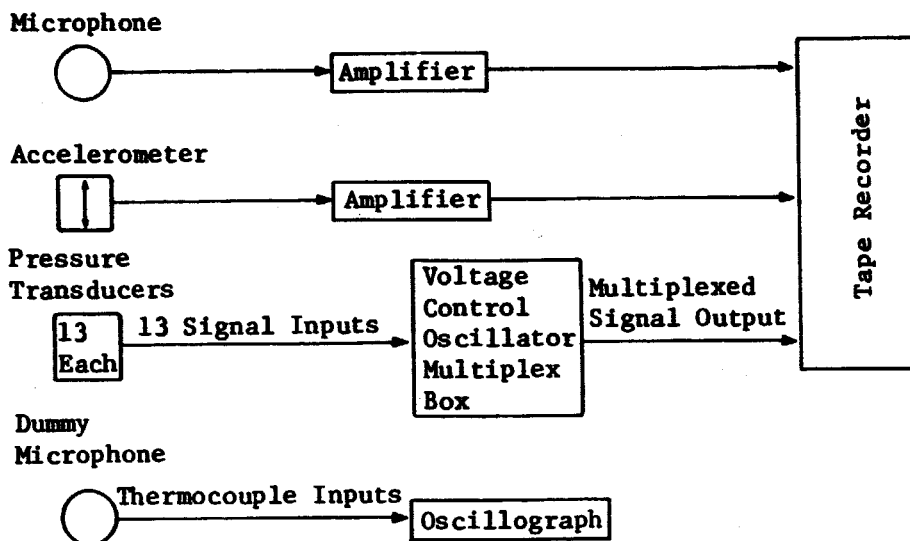 Microphone
Amplifier
Accelerometer
Amplifier
Tape Recorder
Pressure
Transducers
13
Each
13 Signal Inputs
Voltage
Control
Oscillator
Multiplex
Box
Multiplexed
Signal Output
Dummy
Microphone
Thermocouple Inputs
Oscillograph